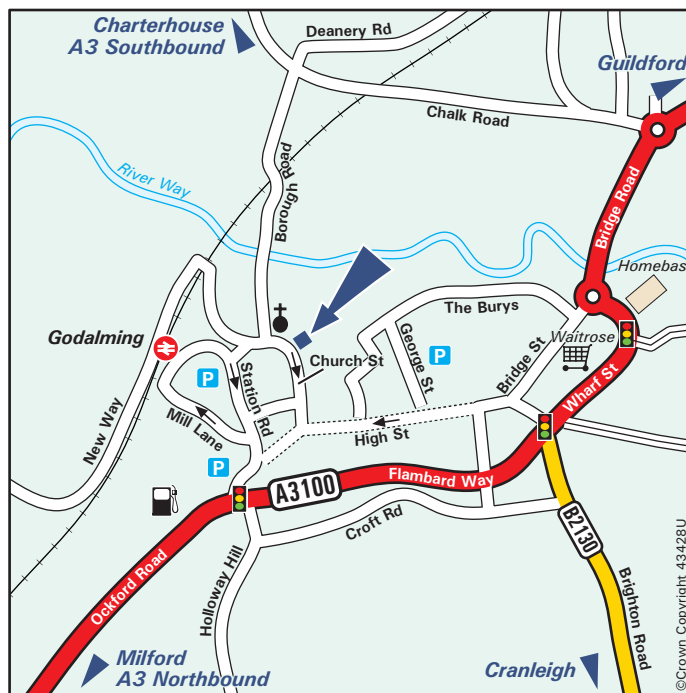 Charterhouse
A3 Southbound
Deanery Rd
Guildford
Chalk Road
River Way
Borough Road
Bridge Road
Homebase
The Burys
Godalming
Waitrose
George St
P
Bridge St
Church St
Wharf St
P
Station Rd
New Way
Mill Lane
High St
P
Flambard Way
A3100
Croft Rd
B2130
Ockford Road
Holloway Hill
Brighton Road
Milford
A3 Northbound
Cranleigh
©Crown Copyright 43428U